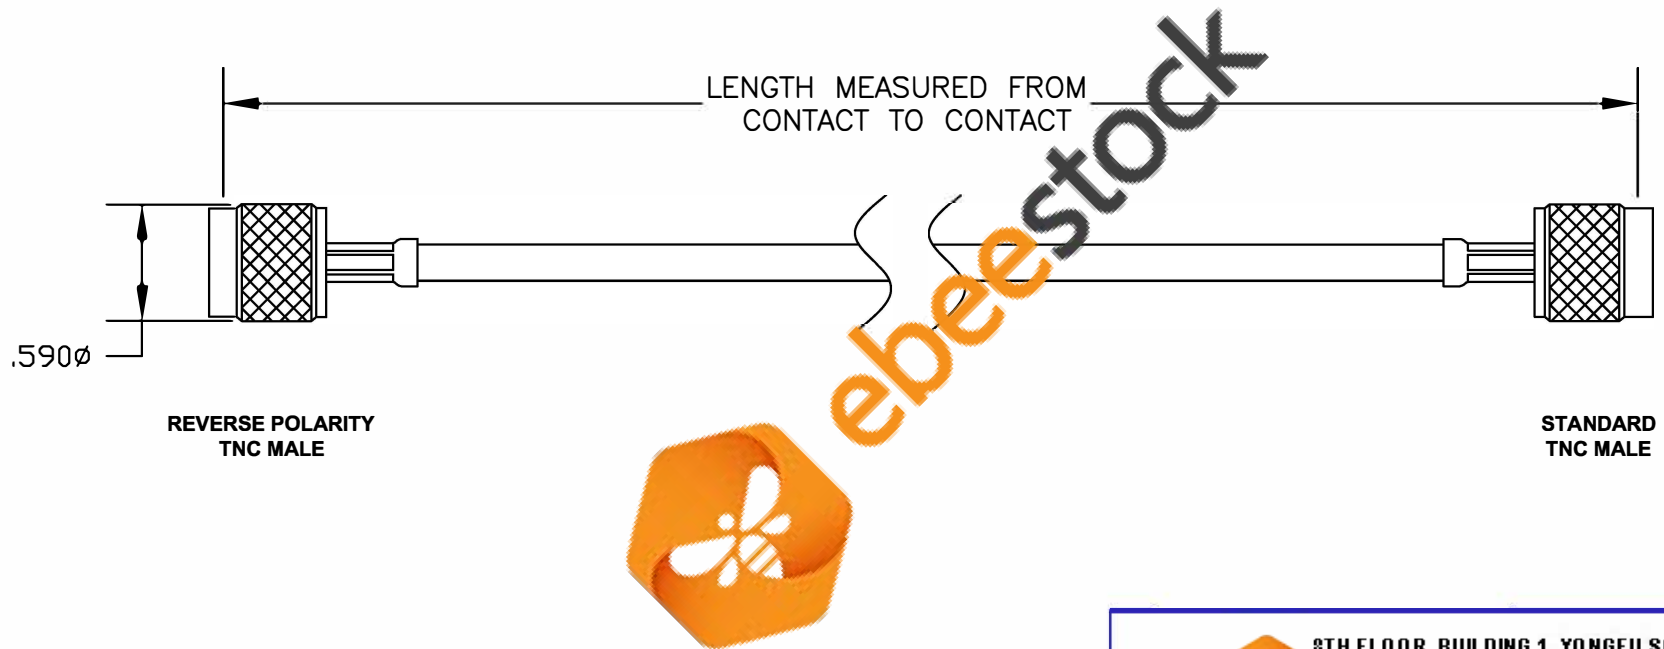 LENGTH MEASURED FROM
CONTACT TO CONTACT
ebeestock
.590Ø
REVERSE POLARITY
TNC MALE
STANDARD
TNC MALE
8TH FLOOR, BUILDING 1, YONGFU